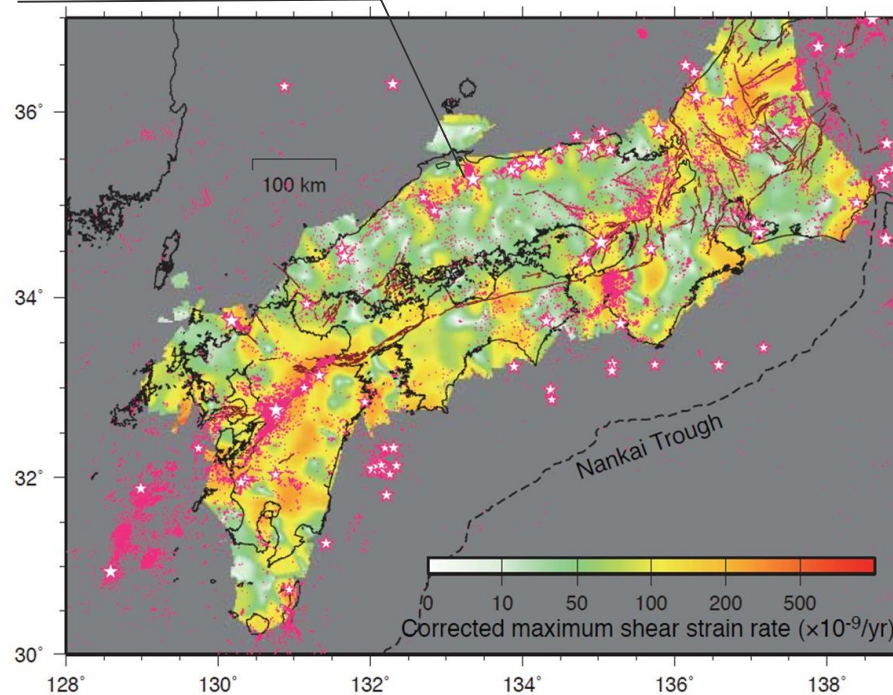 36°
100 km
34°
Nankai Trough
32°
0 10 50 100 200 500
Corrected maximum shear strain rate (×10-9/yr)
30°
128° 130° 132° 134° 136° 138°